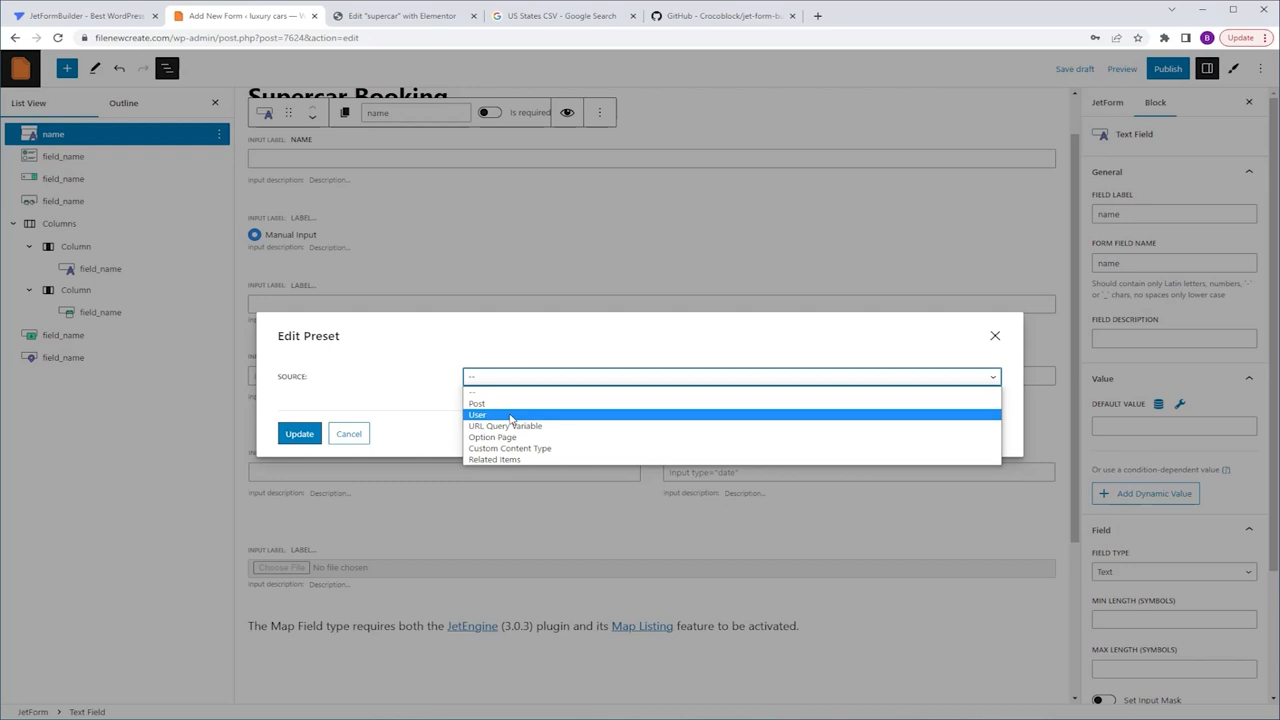 JetFormBuilder - Best WordPress
Add New Form ‹ luxury cars — W
Edit "supercar" with Elementor
US States CSV - Google Search
GitHub - Crocoblock/jet-form-bu
filenewcreate.com/wp-admin/post.php?post=7624&action=edit
B
Update
Save draft
Preview
Publish
List View
Outline
Supercar Booking
name
Is required
JetForm
Block
name
INPUT LABEL: NAME
Text Field
field_name
input description: Description...
General
field_name
FIELD LABEL
field_name
name
Columns
INPUT LABEL: LABEL...
Manual Input
FORM FIELD NAME
Column
input description: Description...
name
field_name
INPUT LABEL: LABEL...
Should contain only Latin letters, numbers, '-'
or '_' chars, no spaces only lower case
Column
field_name
FIELD DESCRIPTION
field_name
Edit Preset
field_name
SOURCE:
--
Value
--
Post
DEFAULT VALUE
User
URL Query Variable
Update
Cancel
Option Page
Custom Content Type
Related Items
Or use a condition-dependent value (?)
Input type="date"
input description: Description...
input description: Description...
Add Dynamic Value
Field
INPUT LABEL: LABEL...
FIELD TYPE
Choose File
No file chosen
Text
input description: Description...
MIN LENGTH (SYMBOLS)
The Map Field type requires both the JetEngine (3.0.3) plugin and its Map Listing feature to be activated.
MAX LENGTH (SYMBOLS)
Set Input Mask
JetForm
Text Field